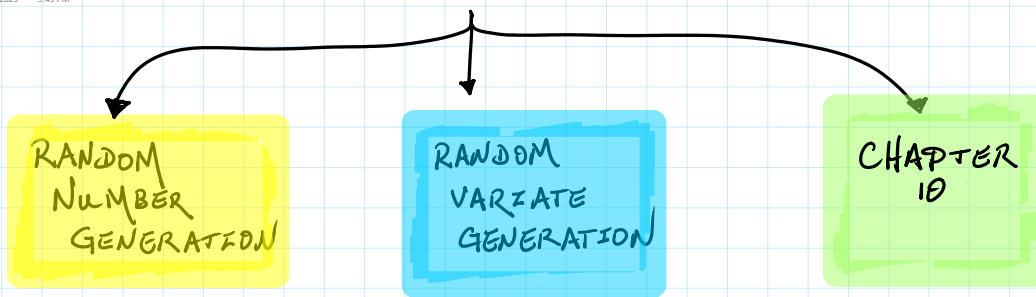 RANDOM
NUMBER
GENERATION
RANDOM
VARIATE
GENERATION
CHAPTER
10